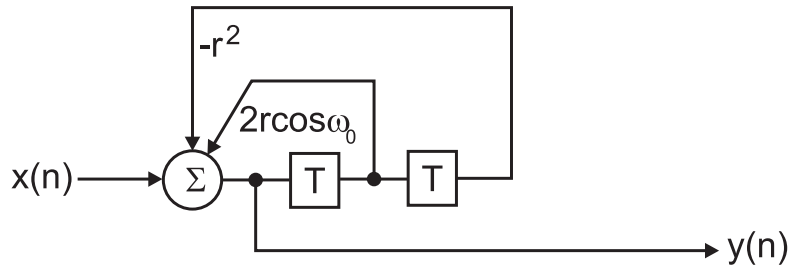 -r²
2rcosω₀
x(n)
Σ
T
T
y(n)